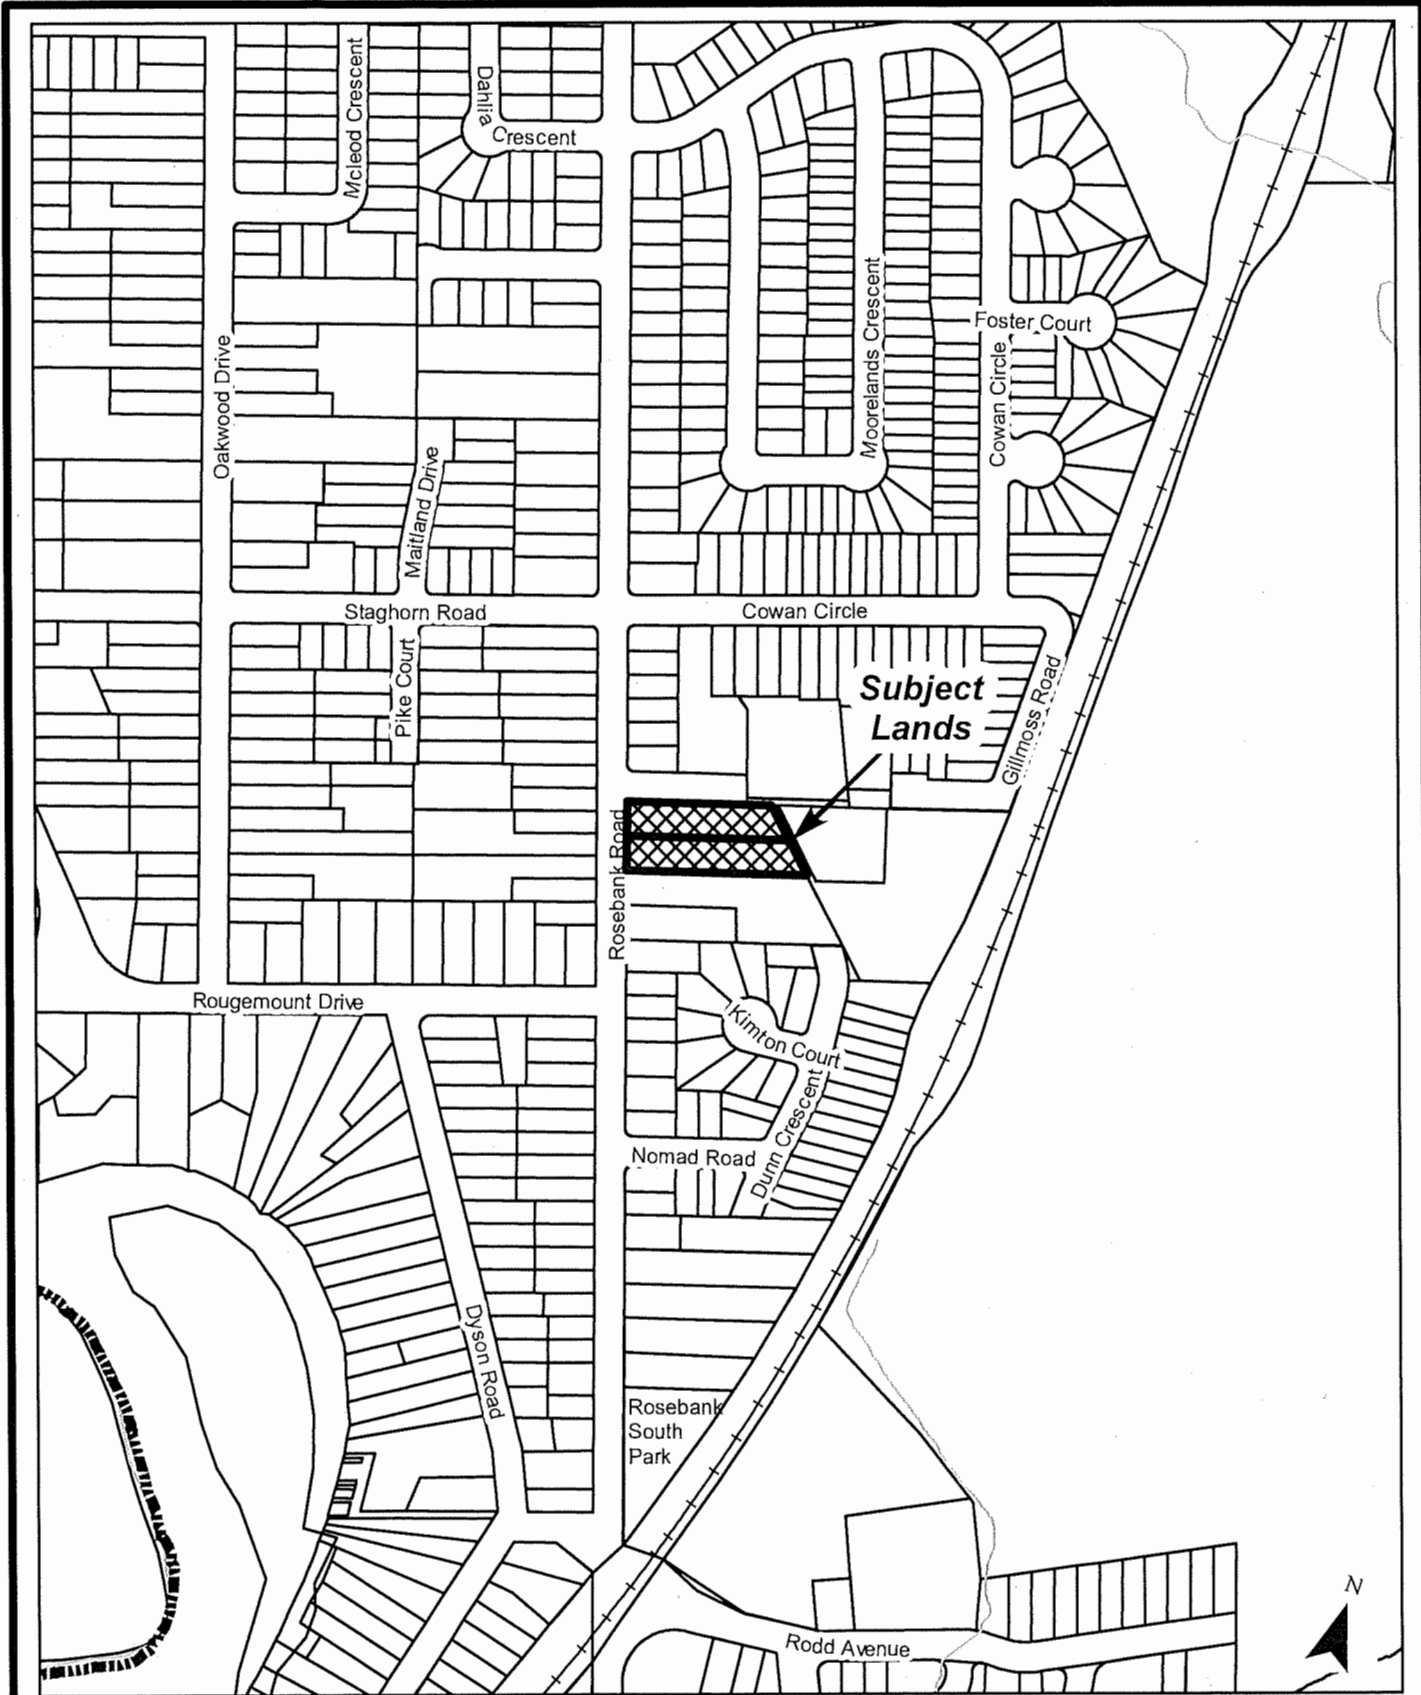 Mcleod Crescent
Dahlia
Crescent
Oakwood Drive
Moorelands Crescent
Foster Court
Cowan Circle
Maitland Drive
Staghorn Road
Cowan Circle
Pike Court
Subject
Lands
Gillmoss Road
Rosebank Road
Rougemount Drive
Kimton Court
Dunn Crescent
Nomad Road
Dyson Road
Rosebank
South
Park
Rodd Avenue
N